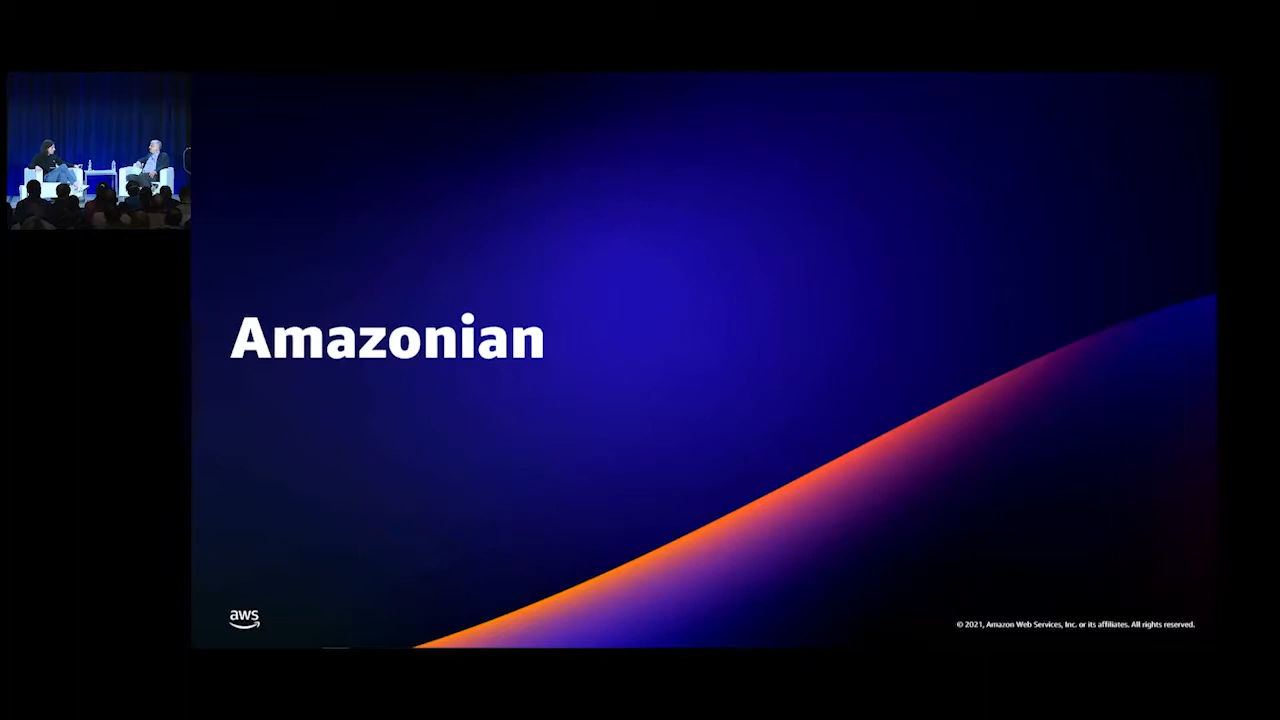 Amazonian
aws
© 2021, Amazon Web Services, Inc. or its affiliates. All rights reserved.